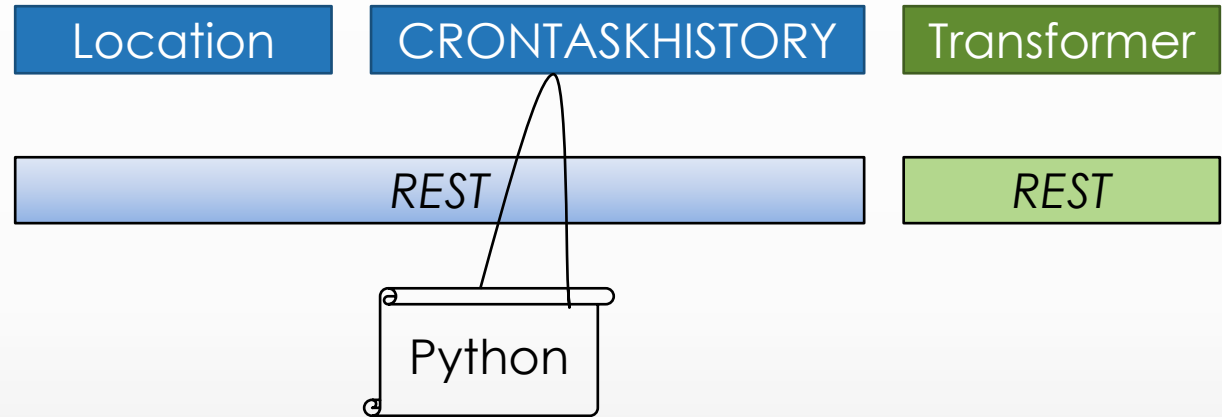 Location
CRONTASKHISTORY
Transformer
REST
REST
Python